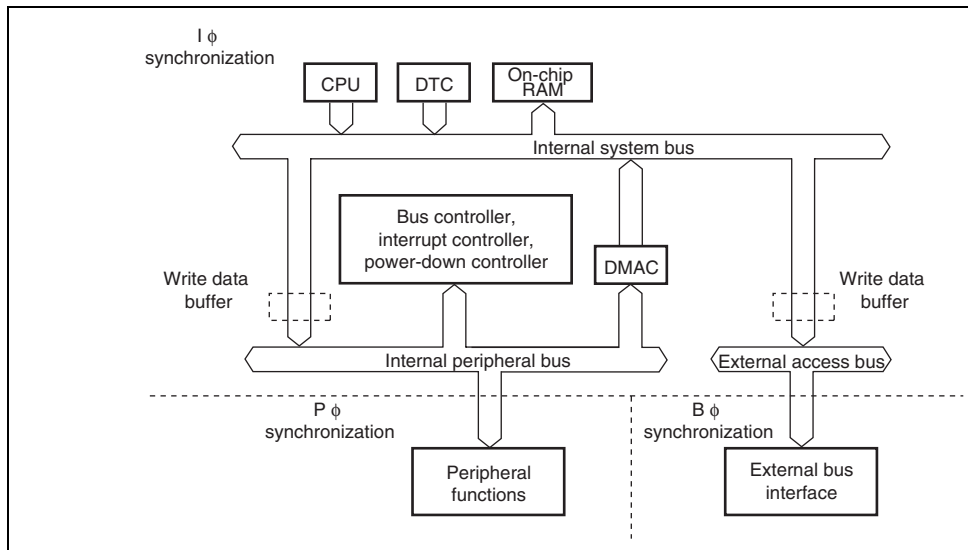 I ϕ
synchronization
CPU
DTC
On-chip
RAM
Internal system bus
Bus controller,
interrupt controller,
power-down controller
DMAC
Write data
buffer
Write data
buffer
Internal peripheral bus
External access bus
P ϕ
synchronization
B ϕ
synchronization
Peripheral
functions
External bus
interface